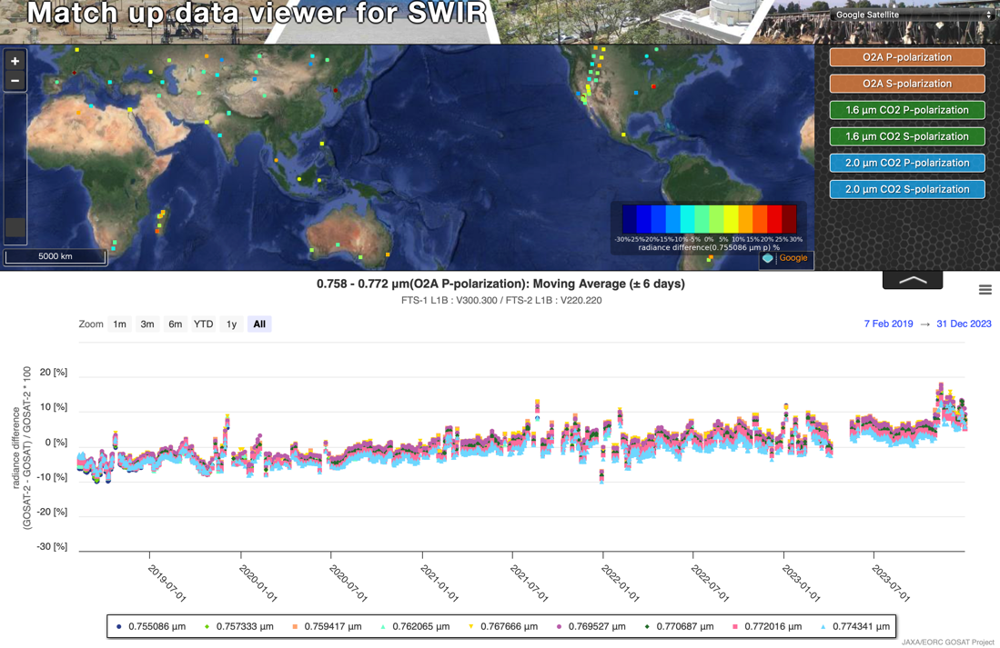 Match up data viewer for SWIR
Google Satellite
+
−
O2A P-polarization
O2A S-polarization
1.6 μm CO2 P-polarization
1.6 μm CO2 S-polarization
2.0 μm CO2 P-polarization
2.0 μm CO2 S-polarization
-30%-25%-20%-15%-10%-5% 0% 5% 10%15%20%25%30%
radiance difference(0.755086 μm p) %
5000 km
Google
0.758 - 0.772 μm(O2A P-polarization): Moving Average (± 6 days)
FTS-1 L1B : V300.300 / FTS-2 L1B : V220.220
Zoom 1m 3m 6m YTD 1y All
7 Feb 2019 → 31 Dec 2023
radiance difference
(GOSAT-2 - GOSAT) / GOSAT-2 * 100
20 [%]
10 [%]
0 [%]
-10 [%]
-20 [%]
-30 [%]
2019-07-01
2020-01-01
2020-07-01
2021-01-01
2021-07-01
2022-01-01
2022-07-01
2023-01-01
2023-07-01
0.755086 μm 0.757333 μm 0.759417 μm 0.762065 μm 0.767666 μm 0.769527 μm 0.770687 μm 0.772016 μm 0.774341 μm
JAXA/EORC GOSAT Project